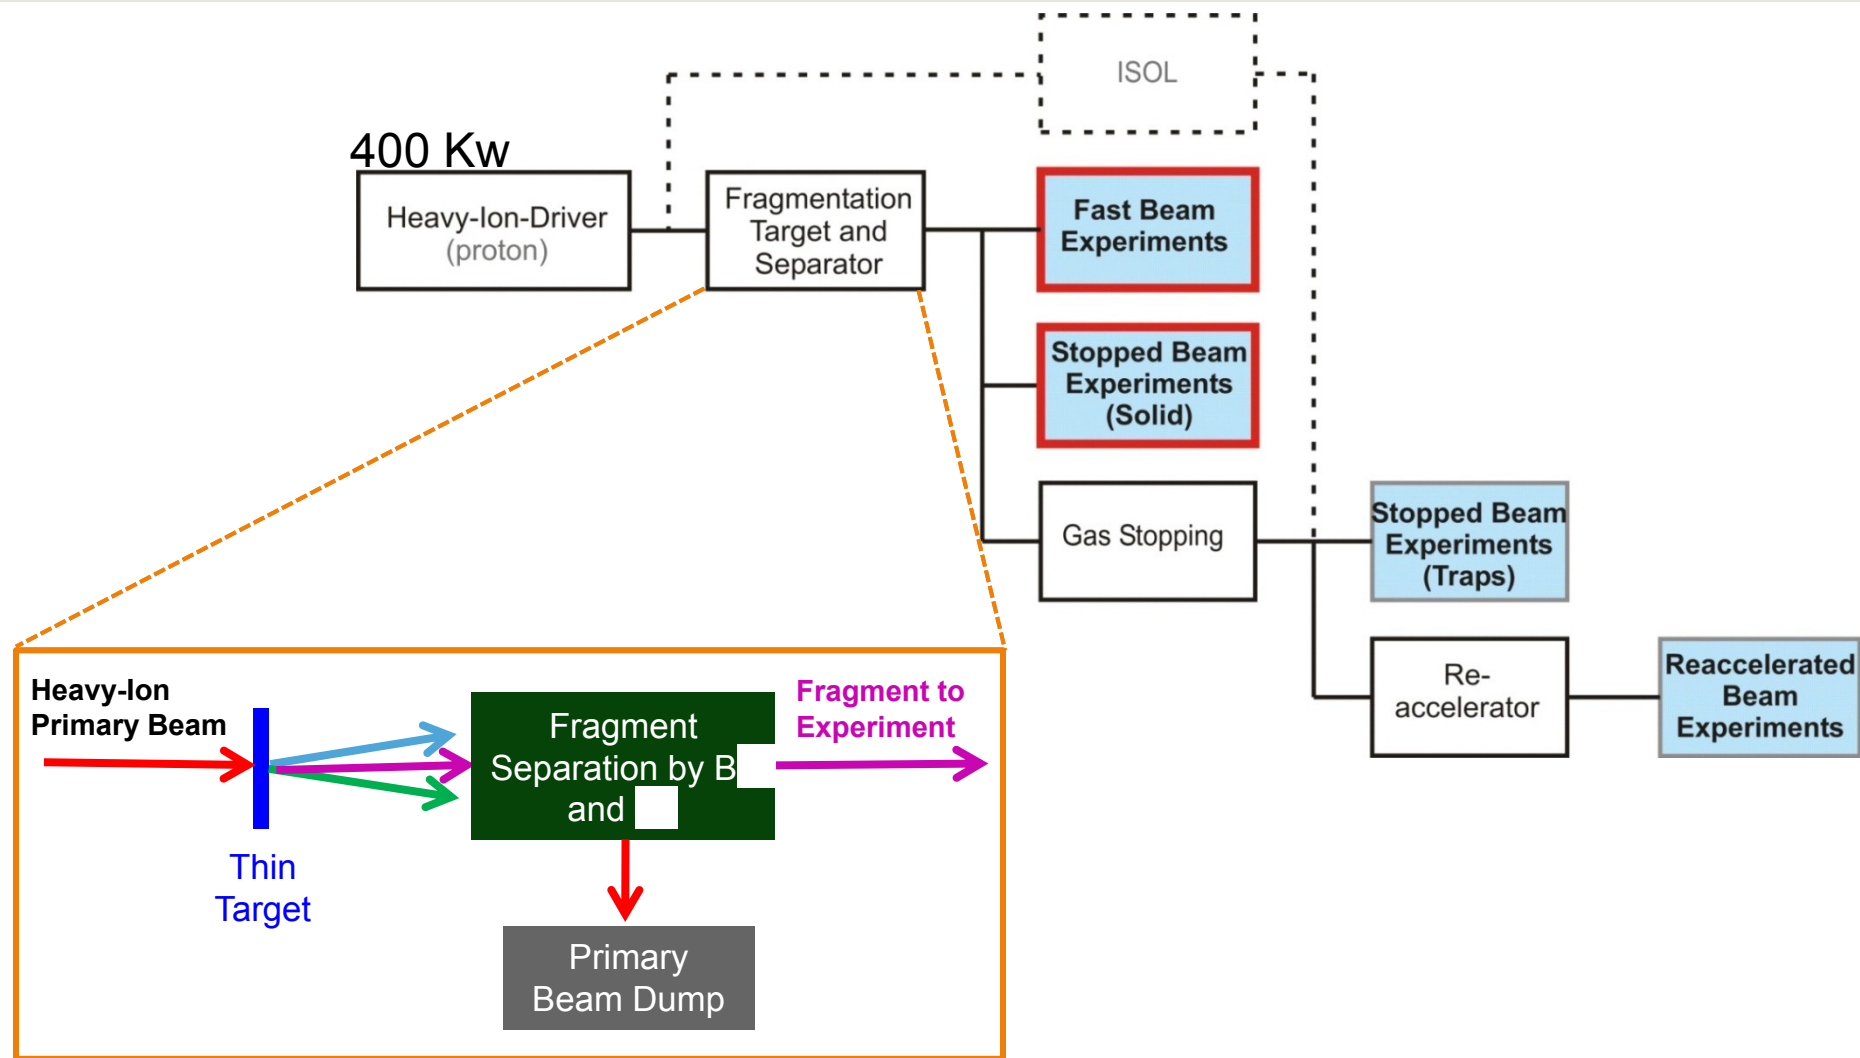 ISOL
400 Kw
Heavy-Ion-Driver
(proton)
Fragmentation
Target and
Separator
Fast Beam
Experiments
Stopped Beam
Experiments
(Solid)
Gas Stopping
Stopped Beam
Experiments
(Traps)
Re-
accelerator
Reaccelerated
Beam
Experiments
Heavy-Ion
Primary Beam
Thin
Target
Fragment
Separation by B
and
Fragment to
Experiment
Primary
Beam Dump